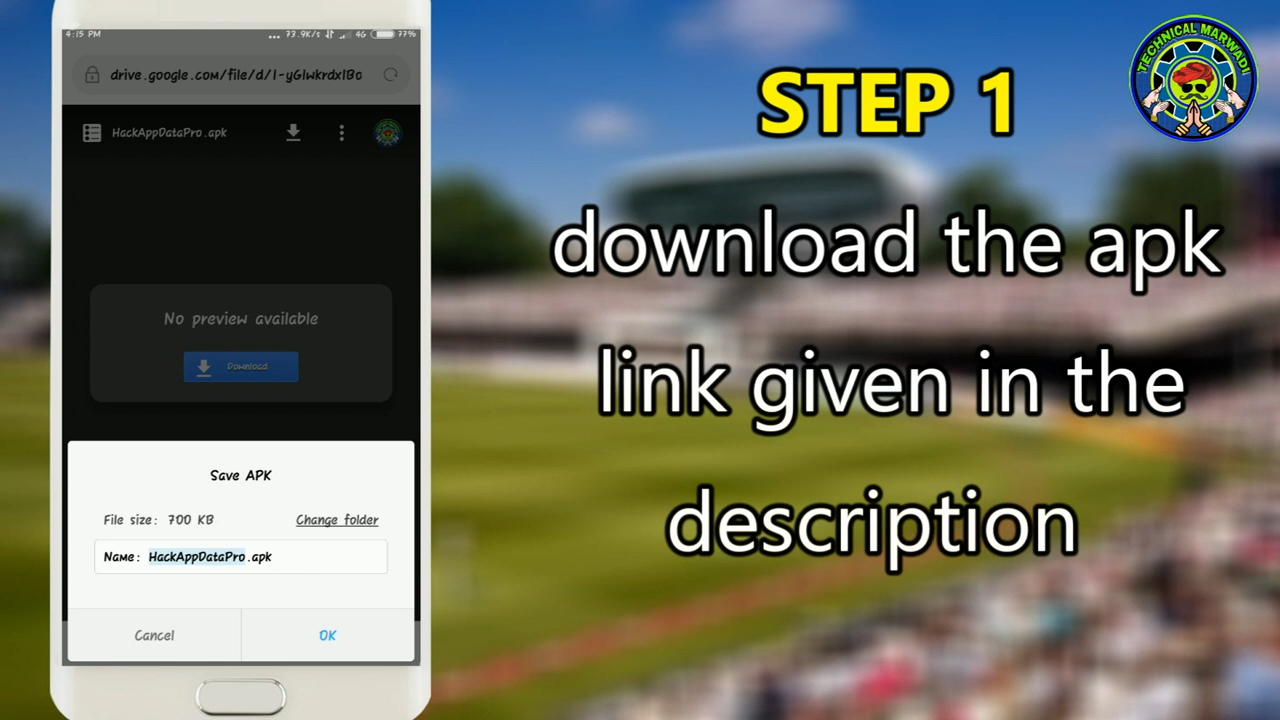 4:15 PM
... 73.9K/s 4G 77%
drive.google.com/file/d/1-yGlwkrdxIBo
HackAppDataPro.apk
No preview available
Download
Save APK
File size: 700 KB Change folder
Name: HackAppDataPro.apk
Cancel OK
STEP 1
download the apk
link given in the
description
TECHNICAL MARWADI